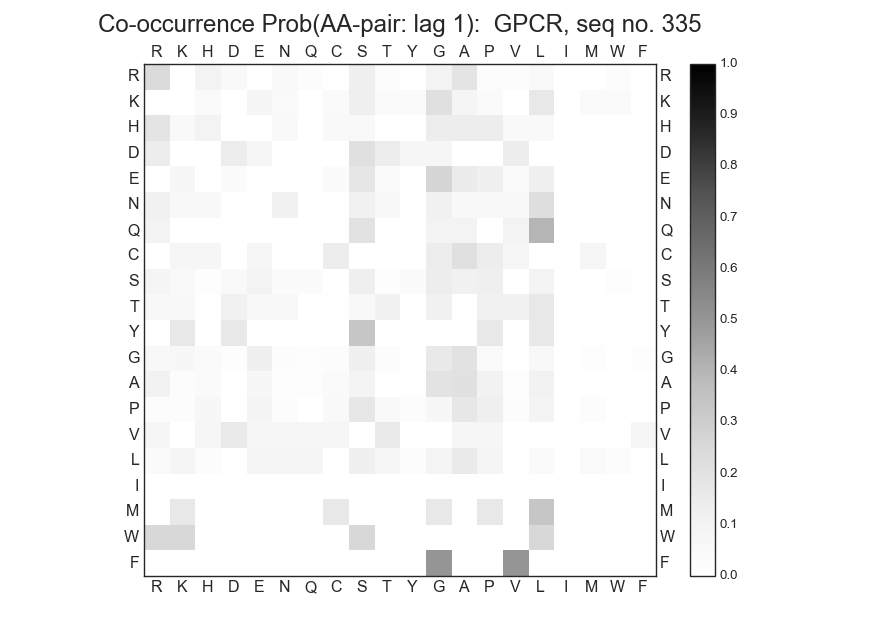 Co-occurrence Prob(AA-pair: lag 1):  GPCR, seq no. 335
R K H D E N Q C S T Y G A P V L I M W F
1.0
R R
0.9
K K
H H
0.8
D D
E E
0.7
N N
Q Q
0.6
C C
S S
0.5
T T
Y Y
0.4
G G
A A
0.3
P P
V V
0.2
L L
I I
0.1
M M
W W
F F
0.0
R K H D E N Q C S T Y G A P V L I M W F